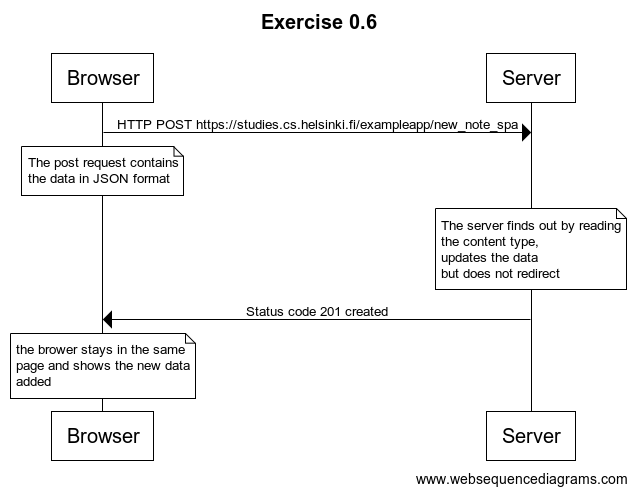 Exercise 0.6
Browser
Server
HTTP POST https://studies.cs.helsinki.fi/exampleapp/new_note_spa
The post request contains
the data in JSON format
The server finds out by reading
the content type,
updates the data
but does not redirect
Status code 201 created
the brower stays in the same
page and shows the new data
added
Browser
Server
www.websequencediagrams.com